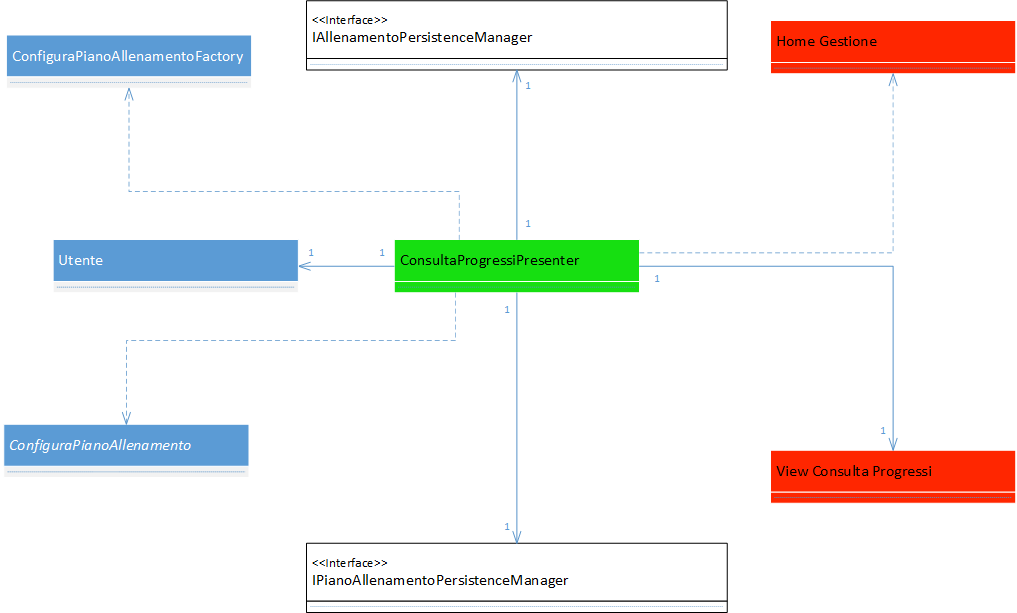 <<Interface>>
IAllenamentoPersistenceManager
Home Gestione
ConfiguraPianoAllenamentoFactory
1
1
Utente
1
1
ConsultaProgressiPresenter
1
1
ConfiguraPianoAllenamento
1
View Consulta Progressi
1
<<Interface>>
IPianoAllenamentoPersistenceManager